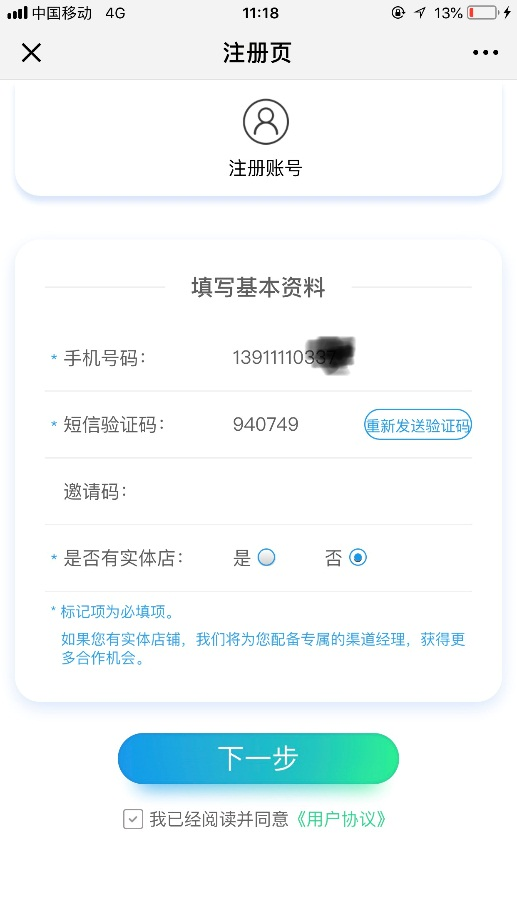 中国移动 4G 11:18 13%
注册页
注册账号
填写基本资料
* 手机号码：
* 短信验证码： 940749 重新发送验证码
邀请码：
* 是否有实体店： 是 否
* 标记项为必填项。
如果您有实体店铺，我们将为您配备专属的渠道经理，获得更
多合作机会。
下一步
我已经阅读并同意《用户协议》